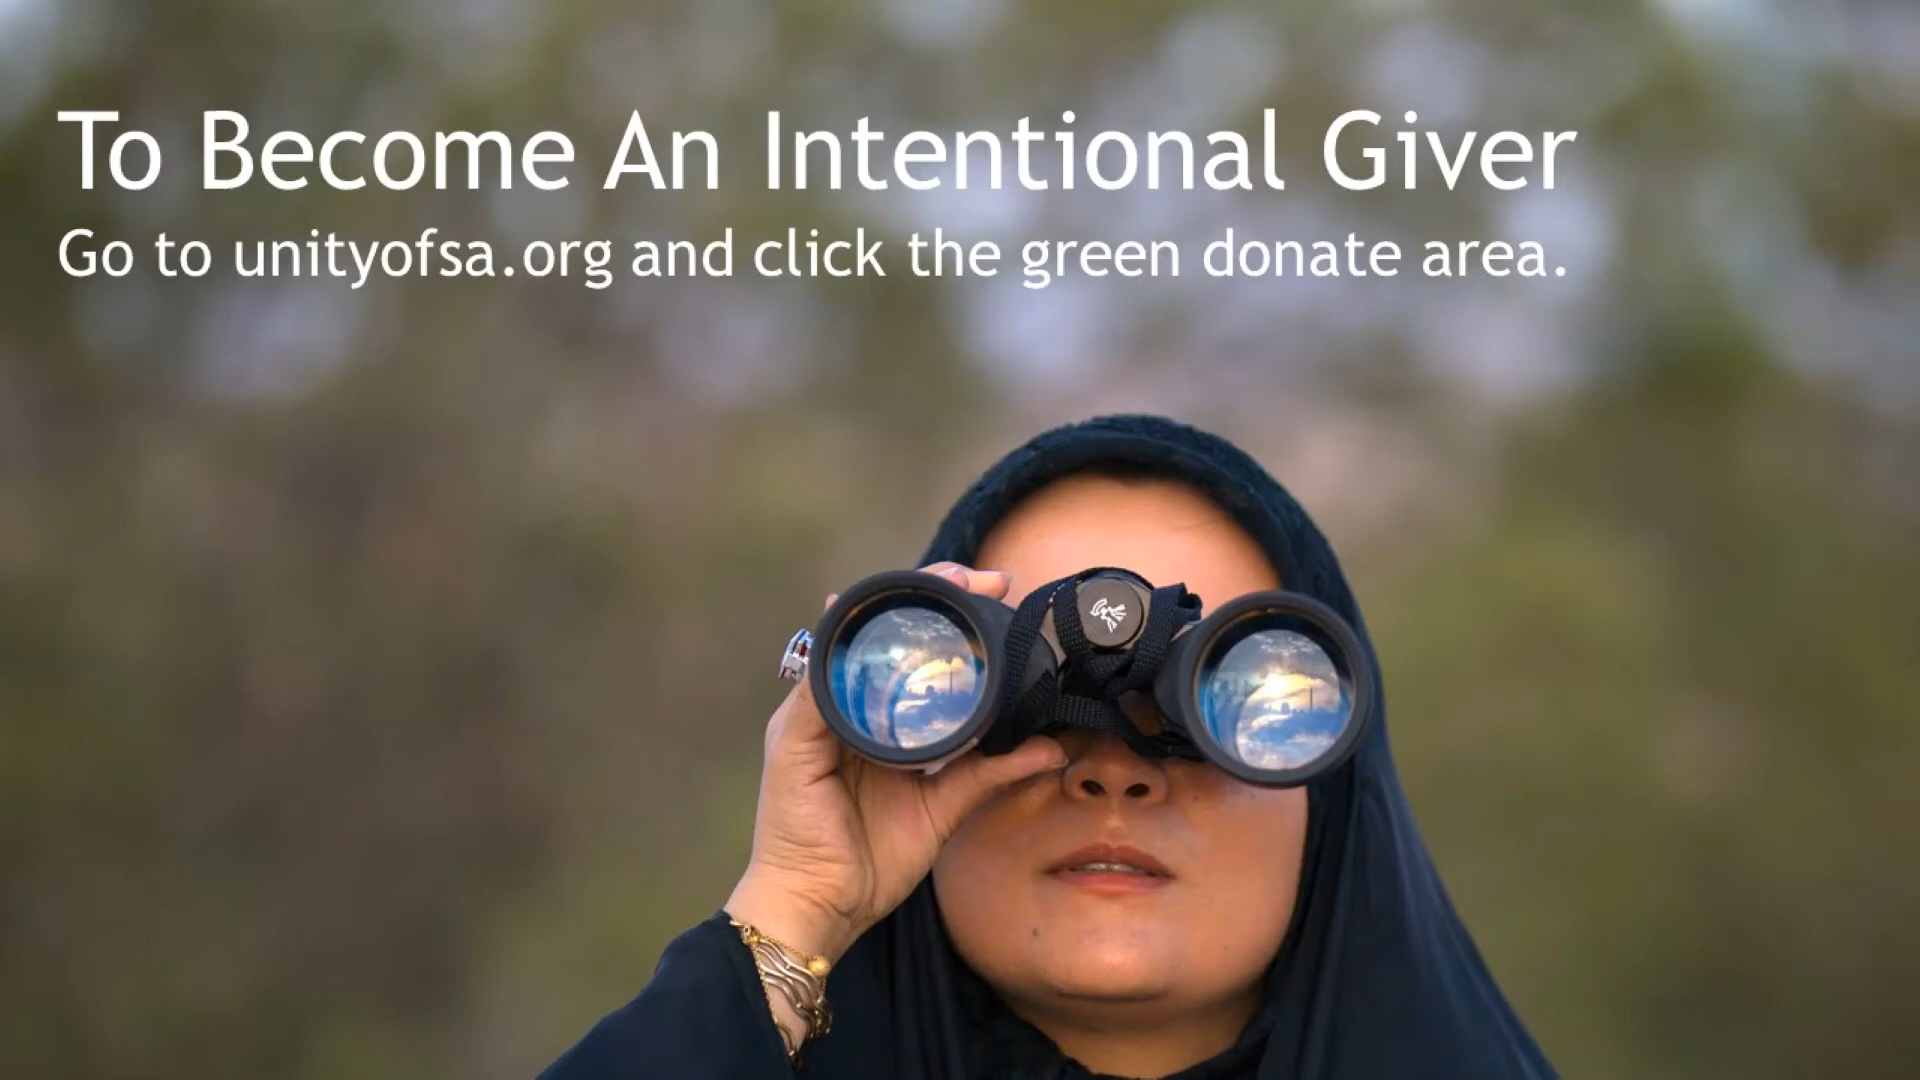 To Become An Intentional Giver
Go to unityofsa.org and click the green donate area.